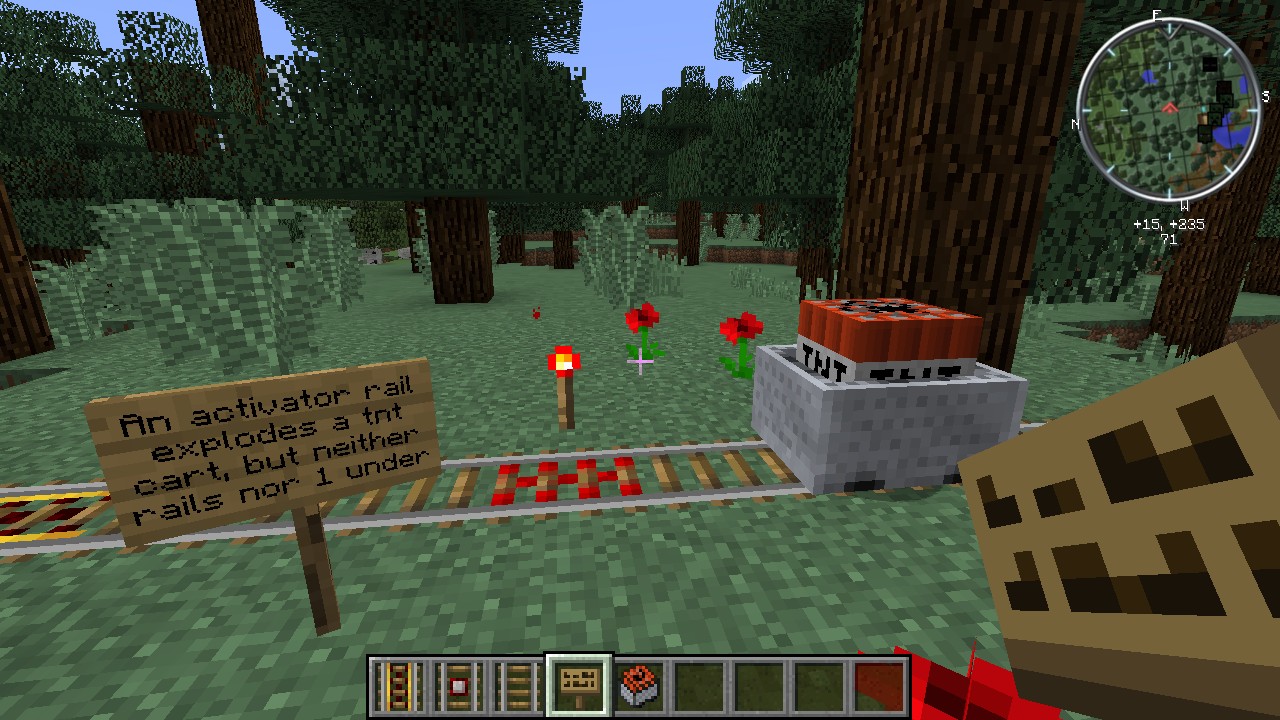 E
S
N
W
+15, +235
71
An activator rail
explodes a tnt
cart, but neither
rails nor 1 under
TNT